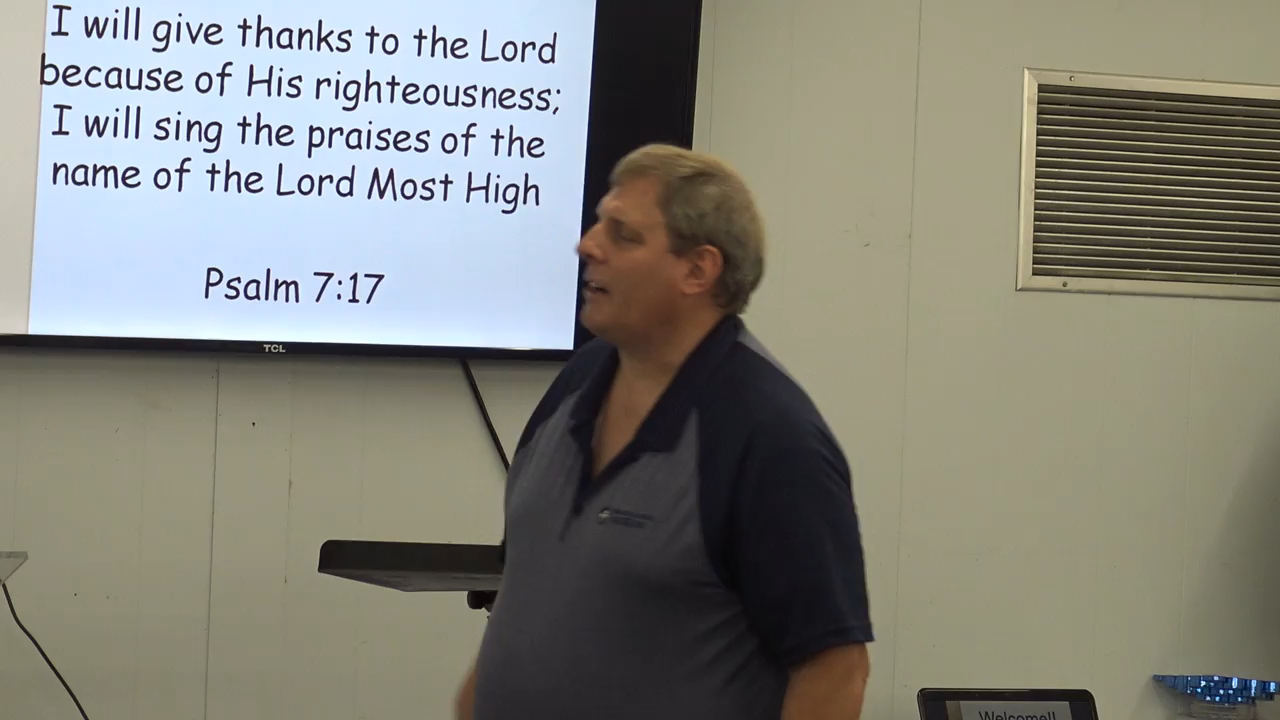 I will give thanks to the Lord
because of His righteousness;
I will sing the praises of the
name of the Lord Most High
Psalm 7:17
TCL
Welcome!!